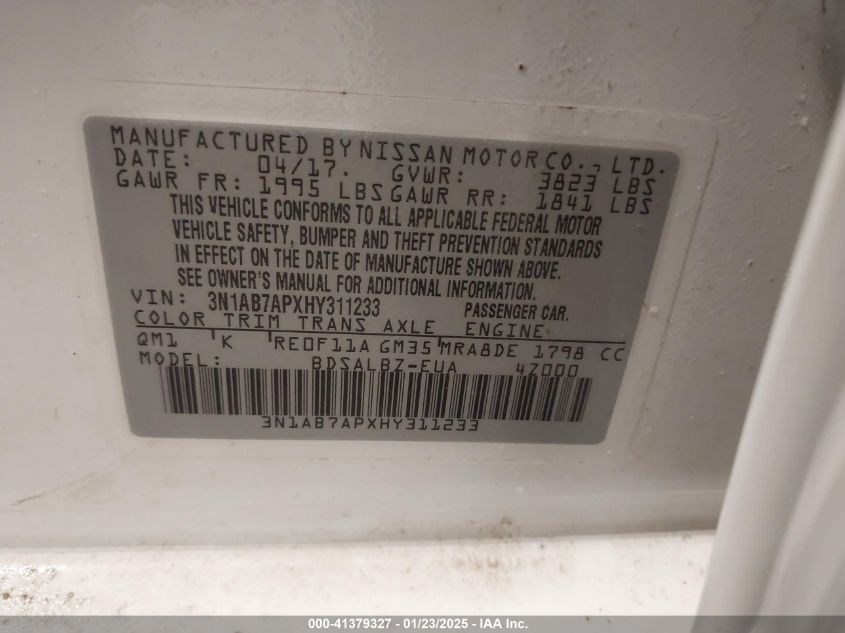 MANUFACTURED BY NISSAN MOTOR CO., LTD.
DATE: 04/17. GVWR: 3823 LBS
GAWR FR: 1995 LBS GAWR RR: 1841 LBS
THIS VEHICLE CONFORMS TO ALL APPLICABLE FEDERAL MOTOR
VEHICLE SAFETY, BUMPER AND THEFT PREVENTION STANDARDS
IN EFFECT ON THE DATE OF MANUFACTURE SHOWN ABOVE.
SEE OWNER'S MANUAL FOR ADDITIONAL INFORMATION.
VIN: 3N1AB7APXHY311233 PASSENGER CAR.
COLOR TRIM TRANS AXLE ENGINE
QM1 K RE0F11A GM35 MRA8DE 1798 CC
MODEL: BDSALBZ-EUA 4Z000
3N1AB7APXHY311233
000-41379327 - 01/23/2025 - IAA Inc.